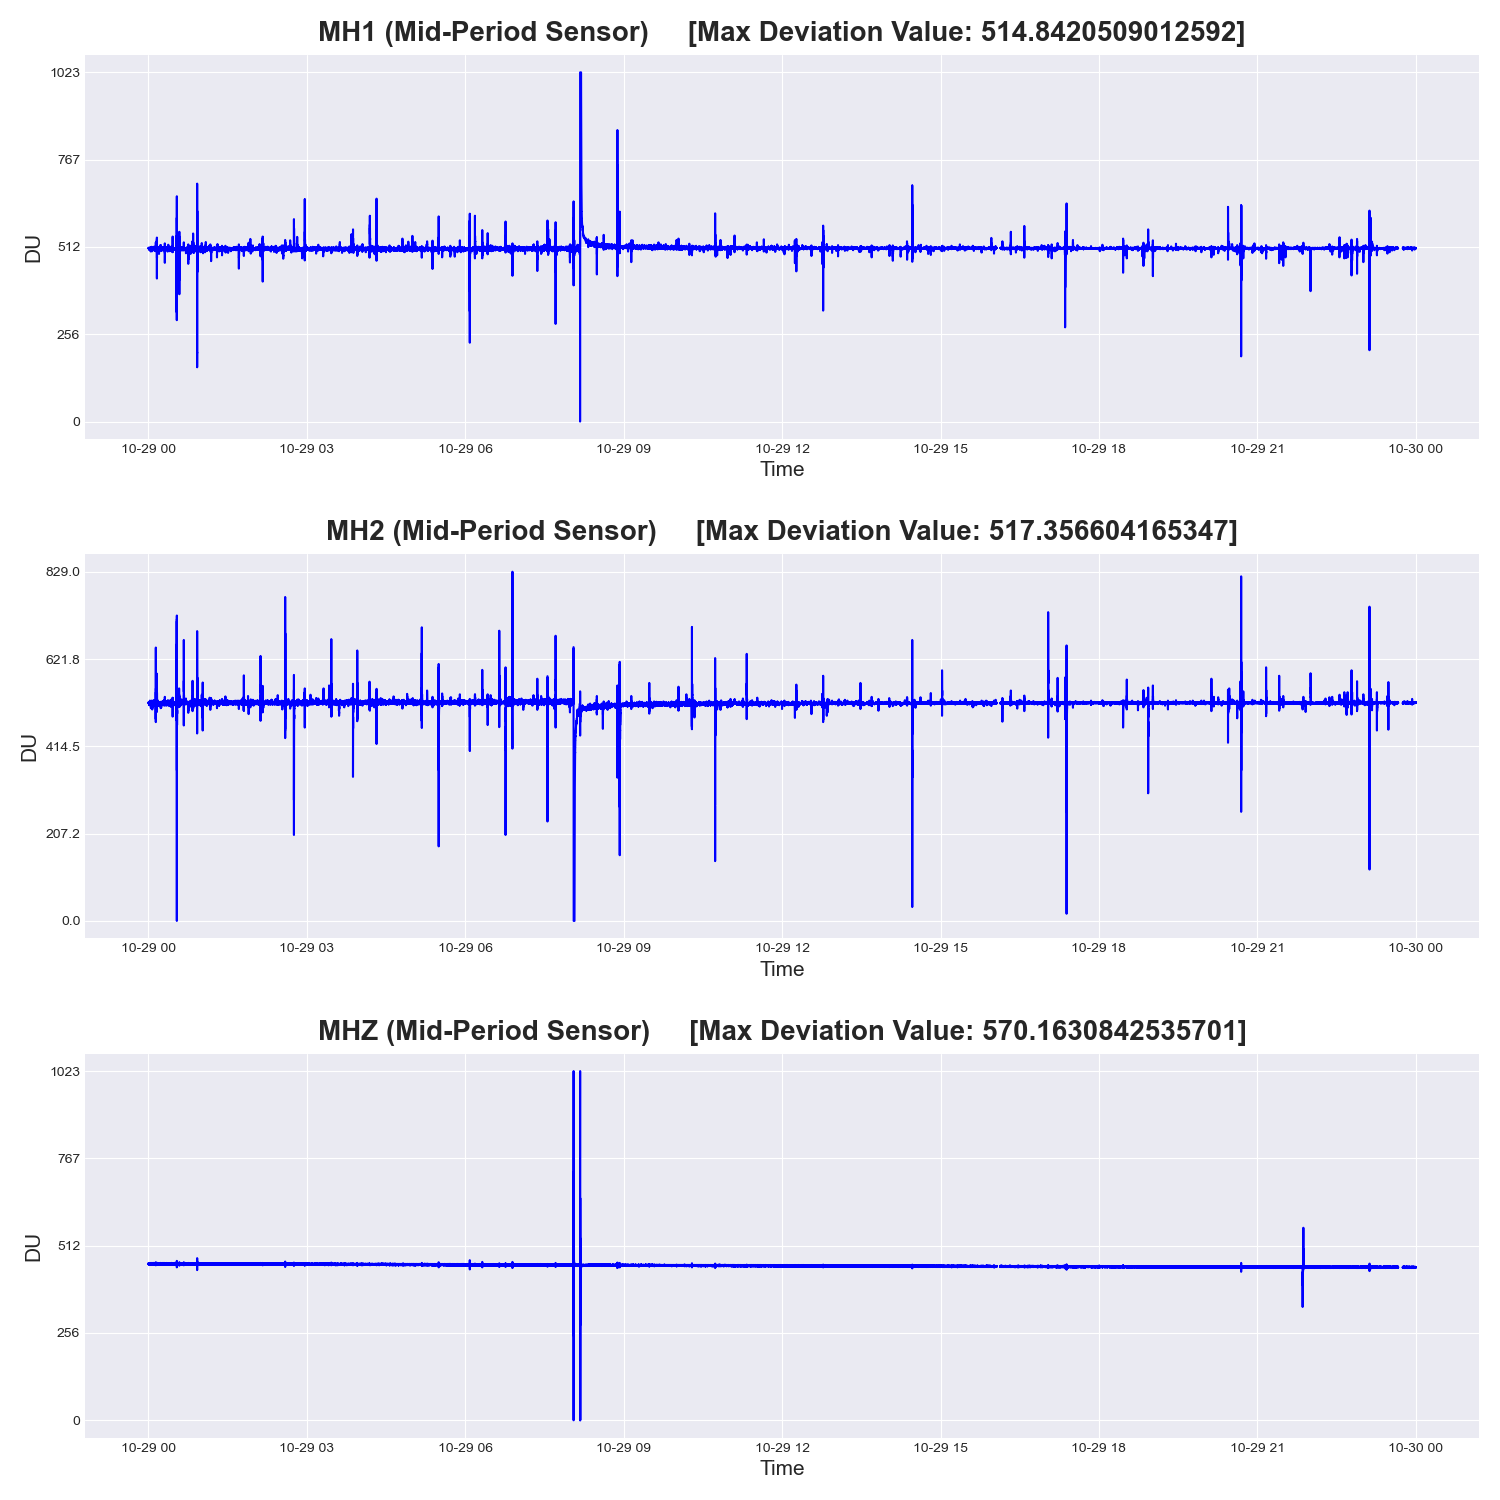 MH1 (Mid-Period Sensor)     [Max Deviation Value: 514.8420509012592]
1023
767
512
256
0
DU
10-29 00 10-29 03 10-29 06 10-29 09 10-29 12 10-29 15 10-29 18 10-29 21 10-30 00
Time
MH2 (Mid-Period Sensor)     [Max Deviation Value: 517.356604165347]
829.0
621.8
414.5
207.2
0.0
DU
10-29 00 10-29 03 10-29 06 10-29 09 10-29 12 10-29 15 10-29 18 10-29 21 10-30 00
Time
MHZ (Mid-Period Sensor)     [Max Deviation Value: 570.1630842535701]
1023
767
512
256
0
DU
10-29 00 10-29 03 10-29 06 10-29 09 10-29 12 10-29 15 10-29 18 10-29 21 10-30 00
Time